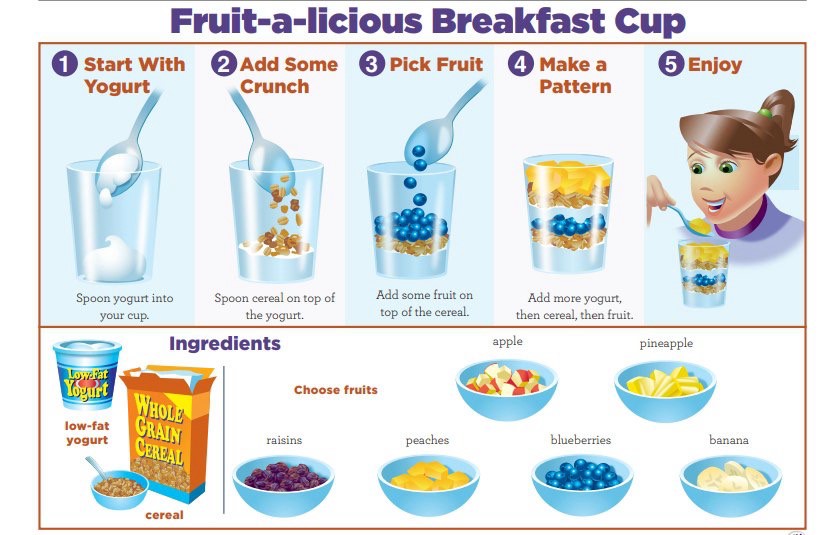 Fruit-a-licious Breakfast Cup
1 Start With
Yogurt
Spoon yogurt into
your cup.
2 Add Some
Crunch
Spoon cereal on top of
the yogurt.
3 Pick Fruit
Add some fruit on
top of the cereal.
4 Make a
Pattern
Add more yogurt,
then cereal, then fruit.
5 Enjoy
Ingredients
Low-Fat
Yogurt
low-fat
yogurt
WHOLE
GRAIN
CEREAL
cereal
Choose fruits
apple
pineapple
raisins
peaches
blueberries
banana